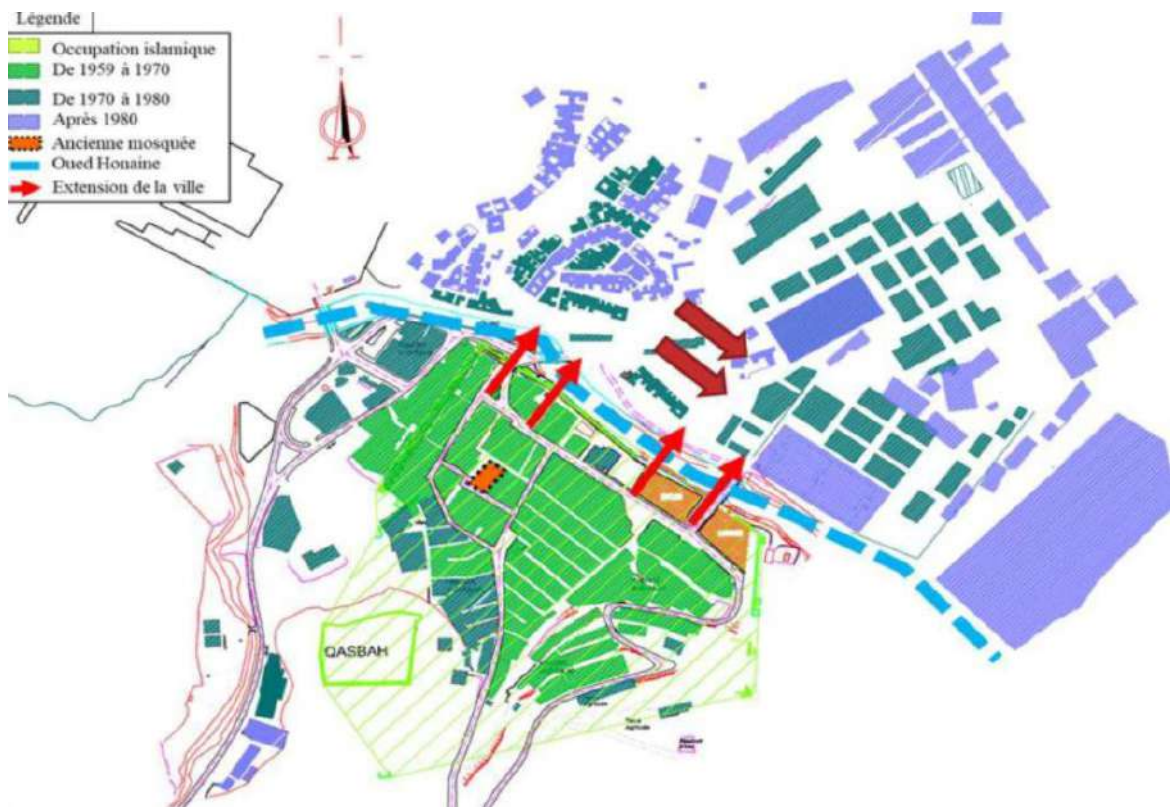 Légende
Occupation islamique
De 1959 à 1970
De 1970 à 1980
Après 1980
Ancienne mosquée
Oued Honaine
Extension de la ville
QASBAH